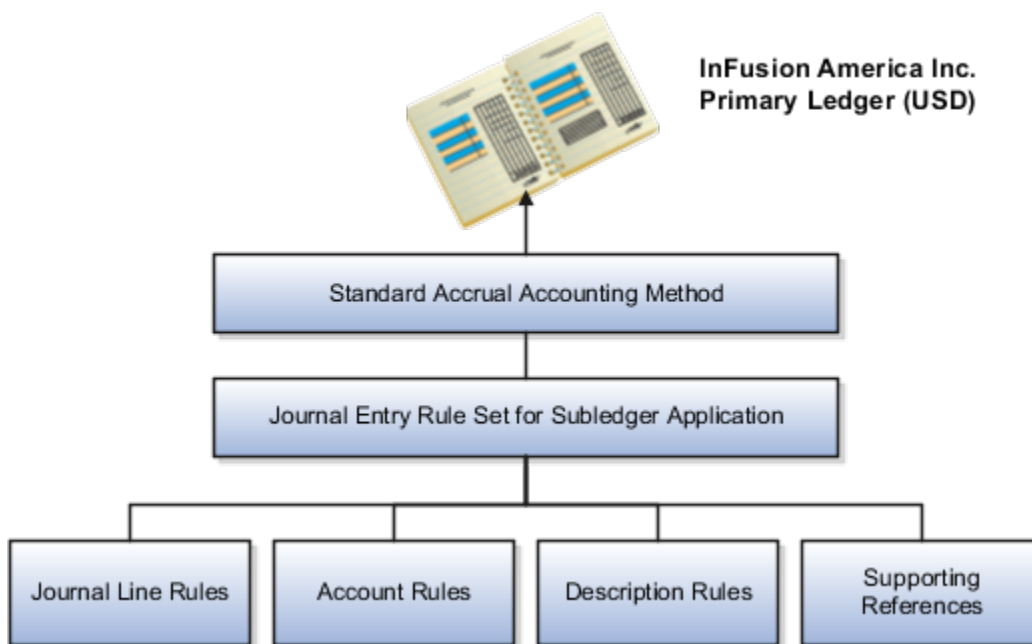 InFusion America Inc.
Primary Ledger (USD)
Standard Accrual Accounting Method
Journal Entry Rule Set for Subledger Application
Journal Line Rules
Account Rules
Description Rules
Supporting
References